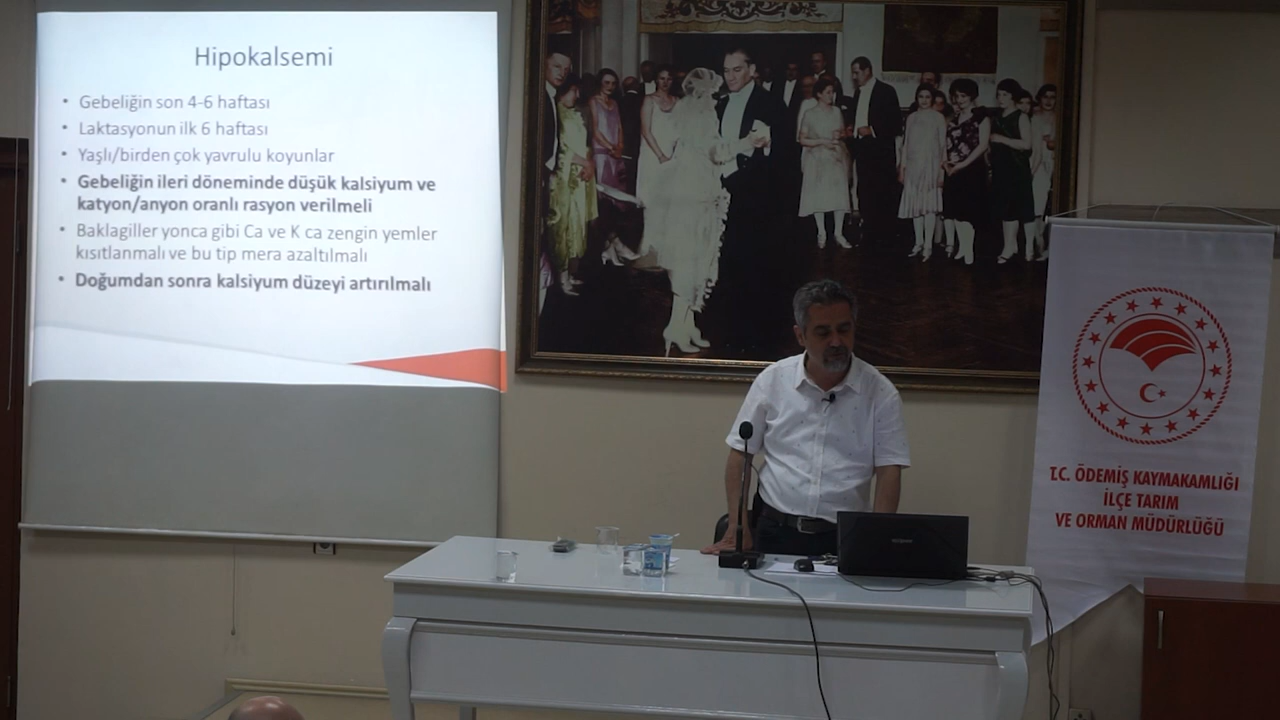 Hipokalsemi
• Gebeliğin son 4-6 haftası
• Laktasyonun ilk 6 haftası
• Yaşlı/birden çok yavrulu koyunlar
• Gebeliğin ileri döneminde düşük kalsiyum ve
katyon/anyon oranlı rasyon verilmeli
• Baklagiller yonca gibi Ca ve K ca zengin yemler
kısıtlanmalı ve bu tip mera azaltılmalı
• Doğumdan sonra kalsiyum düzeyi artırılmalı
T.C. ÖDEMİŞ KAYMAKAMLIĞI
İLÇE TARIM
VE ORMAN MÜDÜRLÜĞÜ